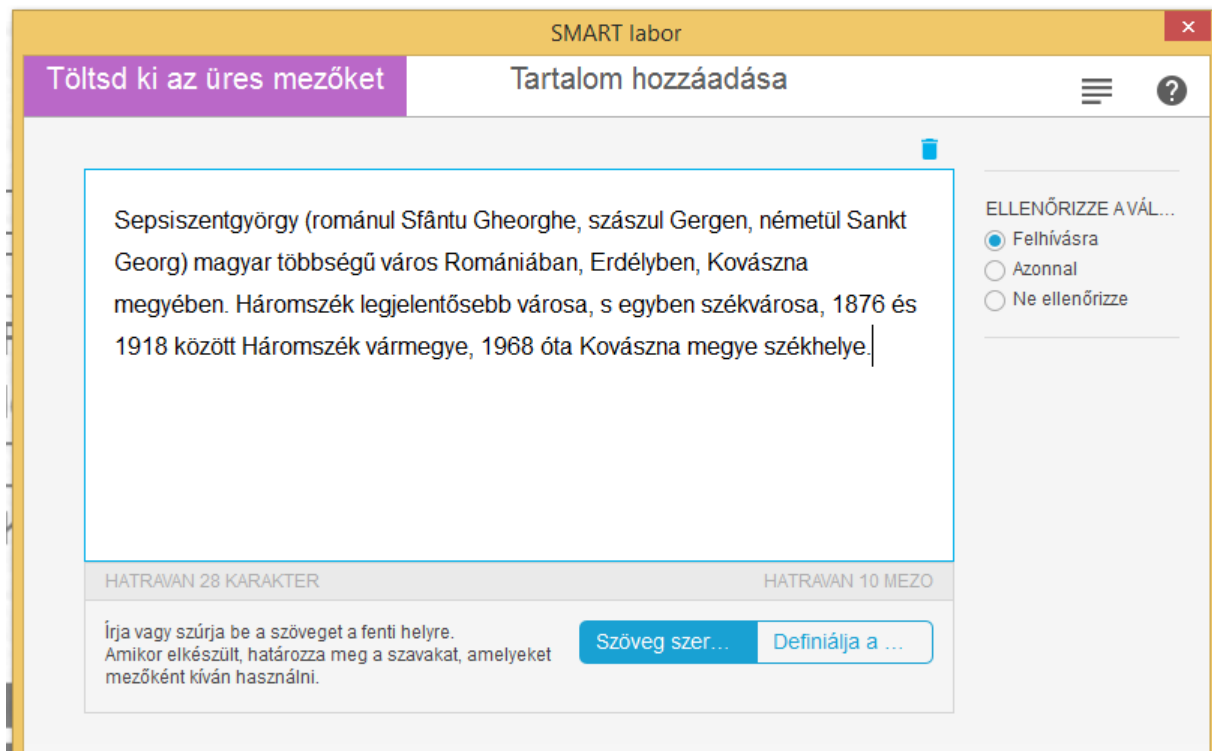 SMART labor
Töltsd ki az üres mezőket
Tartalom hozzáadása
Sepsiszentgyörgy (románul Sfântu Gheorghe, szászul Gergen, németül Sankt
Georg) magyar többségű város Romániában, Erdélyben, Kovászna
megyében. Háromszék legjelentősebb városa, s egyben székvárosa, 1876 és
1918 között Háromszék vármegye, 1968 óta Kovászna megye székhelye.
ELLENŐRIZZE A VÁL...
Felhívásra
Azonnal
Ne ellenőrizze
HATRAVAN 28 KARAKTER
HATRAVAN 10 MEZO
Írja vagy szúrja be a szöveget a fenti helyre.
Amikor elkészült, határozza meg a szavakat, amelyeket
mezőként kíván használni.
Szöveg szer...
Definiálja a ...